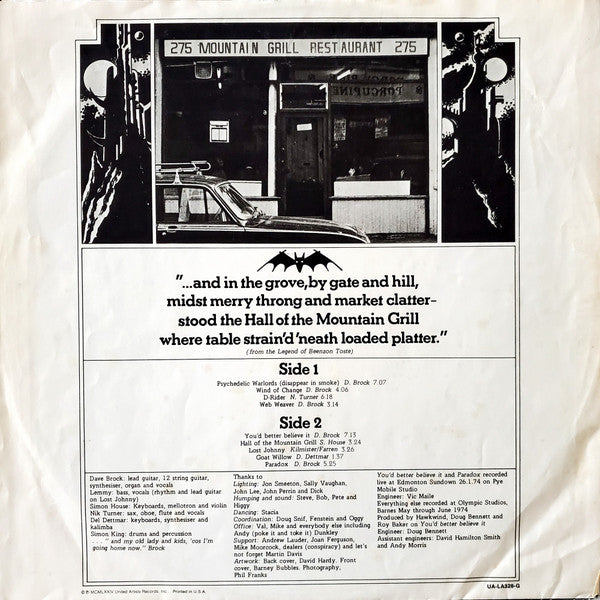 275 MOUNTAIN GRILL RESTAURANT 275
PORCUPINE
"...and in the grove, by gate and hill,
midst merry throng and market clatter–
stood the Hall of the Mountain Grill
where table strain'd 'neath loaded platter."
(from the Legend of Beenzon Toste)
Side 1
Psychedelic Warlords (disappear in smoke) D. Brock 7.07
Wind of Change D. Brock 4.06
D-Rider N. Turner 6.18
Web Weaver D. Brock 3.14
Side 2
You'd better believe it D. Brock 7.13
Hall of the Mountain Grill S. House 3.24
Lost Johnny Kilmister/Farren 3.26
Goat Willow D. Dettmar 1.37
Paradox D. Brock 5.25
Dave Brock: lead guitar, 12 string guitar,
synthesiser, organ and vocals
Lemmy: bass, vocals (rhythm and lead guitar
on Lost Johnny)
Simon House: Keyboards, mellotron and violin
Nik Turner: sax, oboe, flute and vocals
Del Dettmar: keyboards, synthesiser and
kalimba
Simon King: drums and percussion
. . . " and my old lady and kids, 'cos I'm
going home now." Brock
Thanks to
Lighting: Jon Smeeton, Sally Vaughan,
John Lee, John Perrin and Dick
Humping and sound: Steve, Bob, Pete and
Higgy
Dancing: Stacia
Coordination: Doug Snif, Fenstein and Oggy
Office: Val, Mike and everybody else including
Andy (poke it and toke it) Dunkley
Support: Andrew Lauder, Joan Ferguson,
Mike Moorcock, dealers (conspiracy) and let's
not forget Martin Davis
Artwork: Back cover, David Hardy. Front
cover, Barney Bubbles. Photography,
Phil Franks
You'd better believe it and Paradox recorded
live at Edmonton Sundown 26.1.74 on Pye
Mobile Studio
Engineer: Vic Maile
Everything else recorded at Olympic Studios,
Barnes May through June 1974
Produced by Hawkwind, Doug Bennett and
Roy Baker on You'd better believe it
Engineer: Doug Bennett
Assistant engineers: David Hamilton Smith
and Andy Morris
© ℗ MCMLXXIV United Artists Records, Inc. Printed in U.S.A.
UA-LA328-G